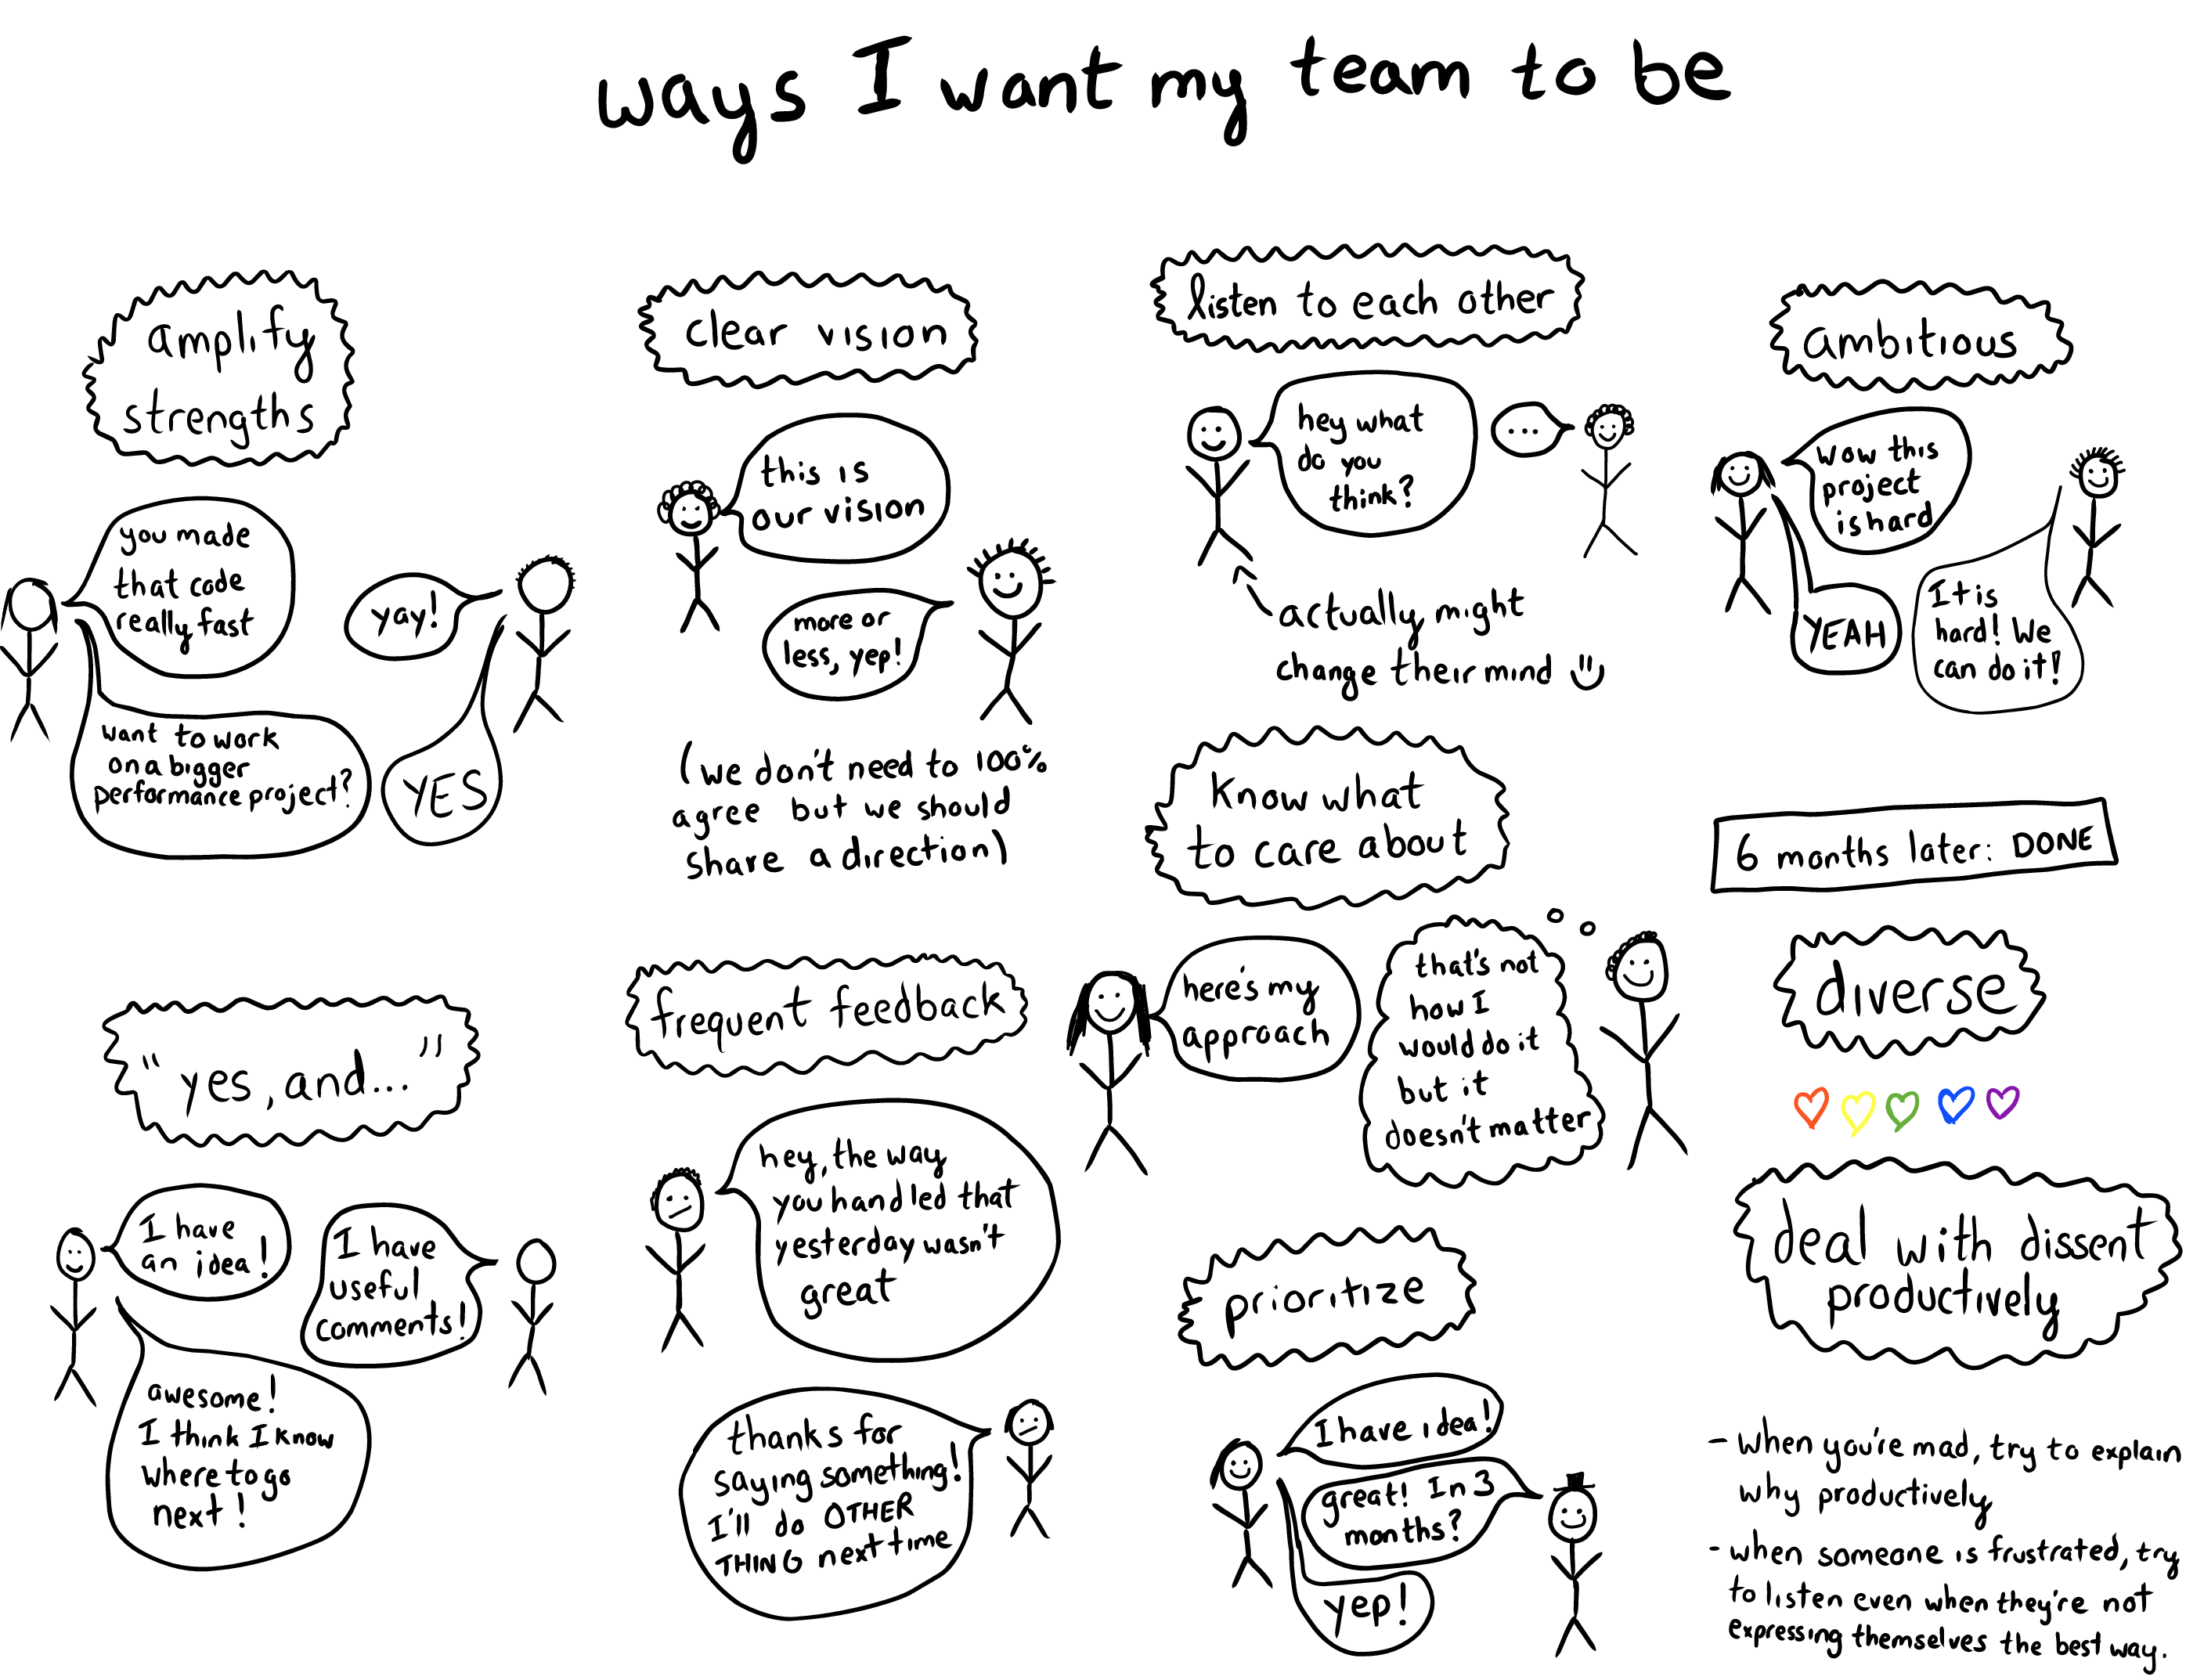 ways I want my team to be
amplify
strengths
you made
that code
really fast
yay!
want to work
on a bigger
performance project?
YES
clear vision
this is
our vision
more or
less, yep!
(we don't need to 100%
agree but we should
share a direction)
listen to each other
hey what
do you
think?
...
actually might
change their mind
ambitious
wow this
project
is hard
YEAH
It is
hard! We
can do it!
6 months later: DONE
"yes, and..."
I have
an idea!
I have
useful
comments!
awesome!
I think I know
where to go
next!
frequent feedback
hey, the way
you handled that
yesterday wasn't
great
thanks for
saying something!
I'll do OTHER
THING next time
know what
to care about
here's my
approach
that's not
how I
would do it
but it
doesn't matter
prioritize
I have idea!
great! In 3
months?
yep!
diverse
deal with dissent
productively
- when you're mad, try to explain
why productively
- when someone is frustrated, try
to listen even when they're not
expressing themselves the best way.